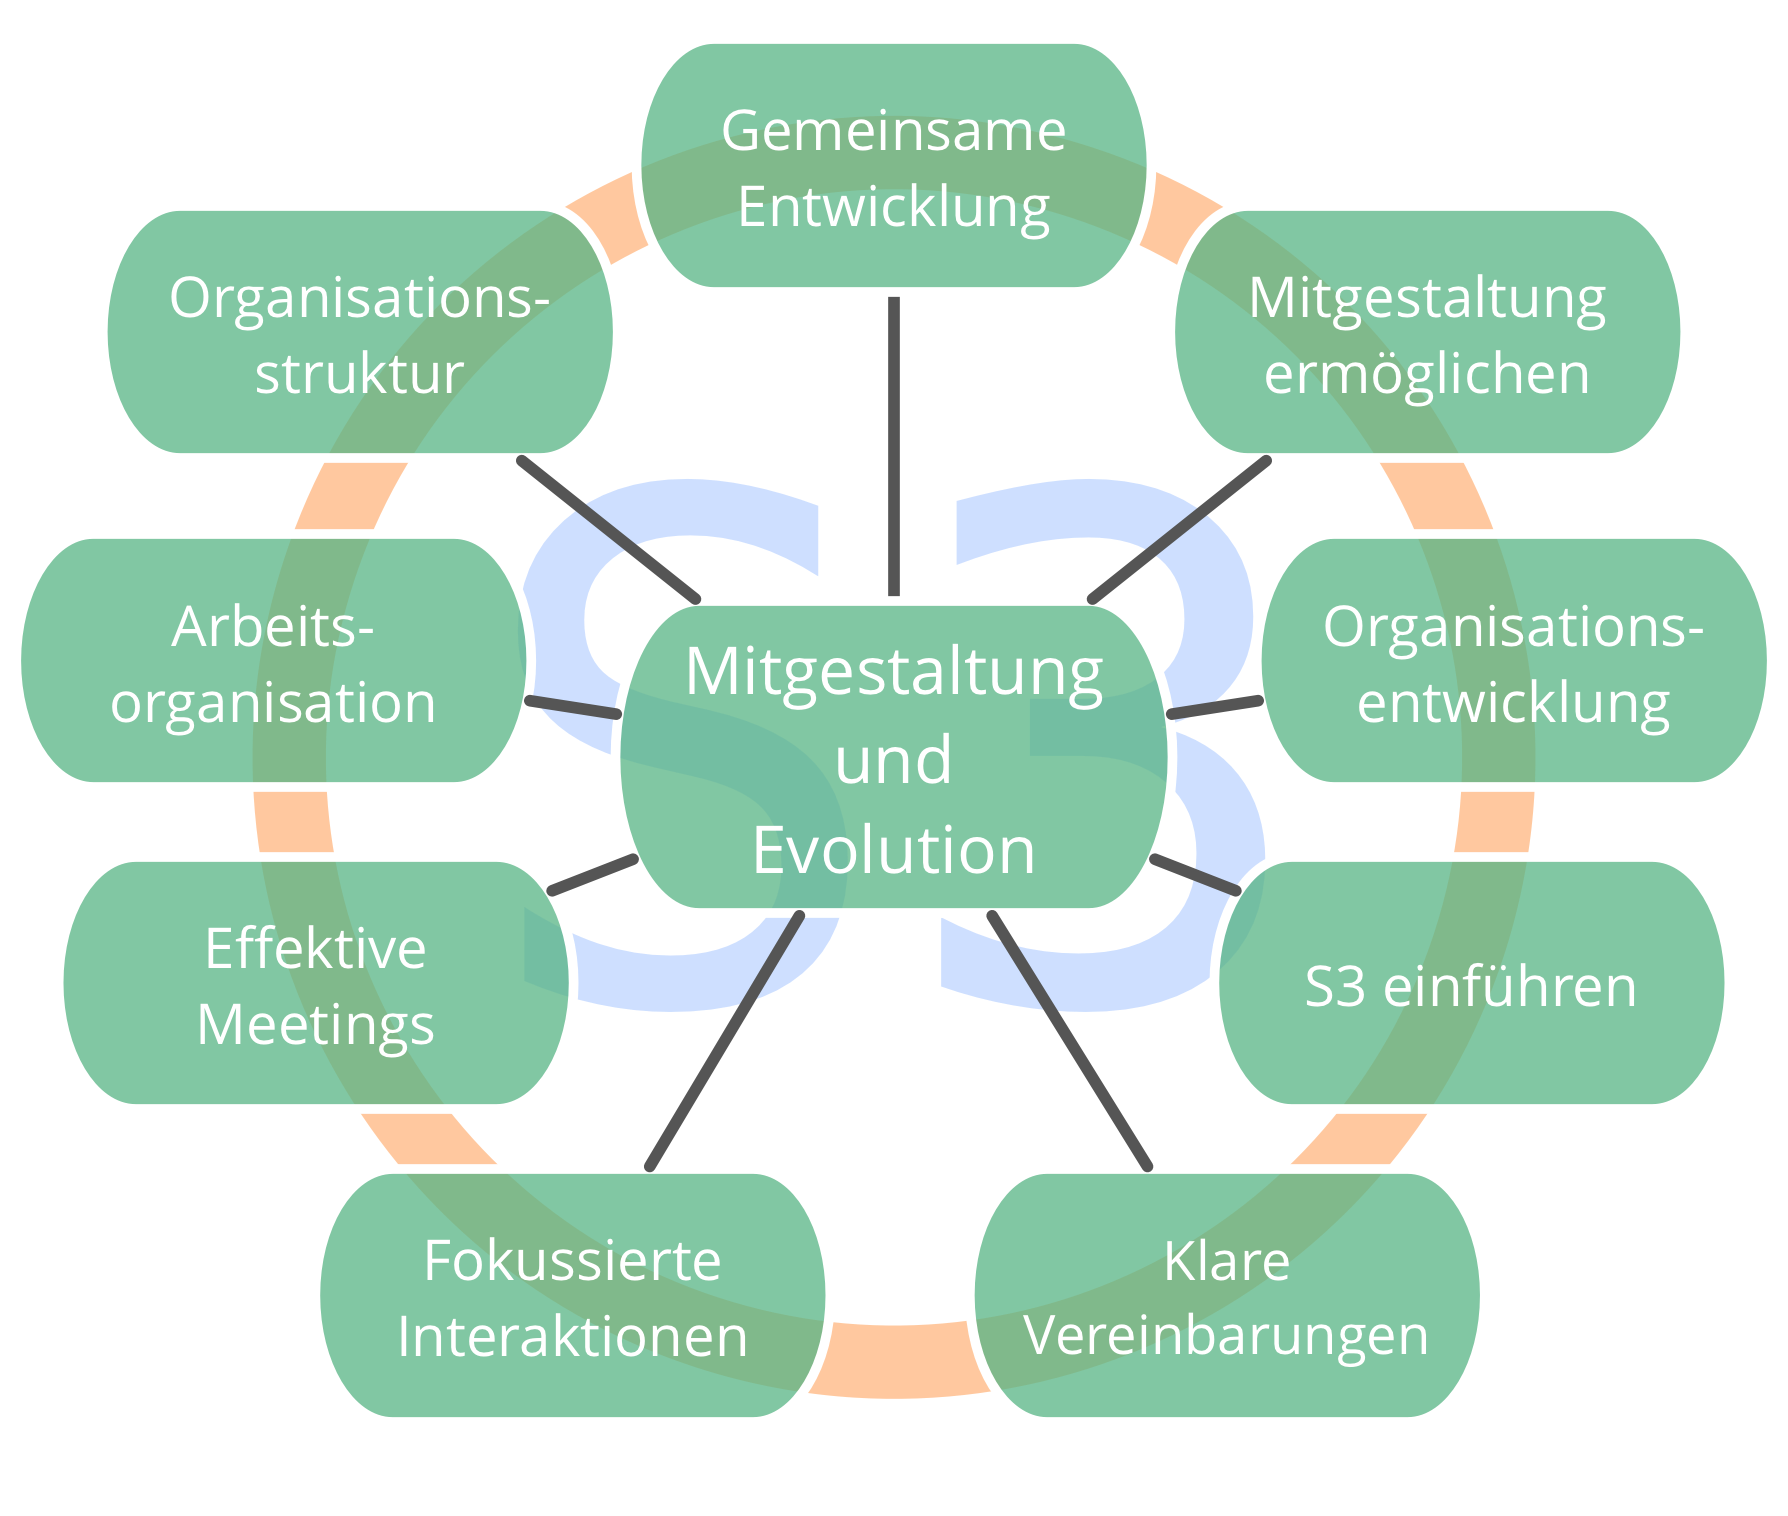 Gemeinsame
Entwicklung
Organisations-
struktur
Mitgestaltung
ermöglichen
Arbeits-
organisation
Mitgestaltung
und
Evolution
Organisations-
entwicklung
Effektive
Meetings
S3 einführen
Fokussierte
Interaktionen
Klare
Vereinbarungen
S3